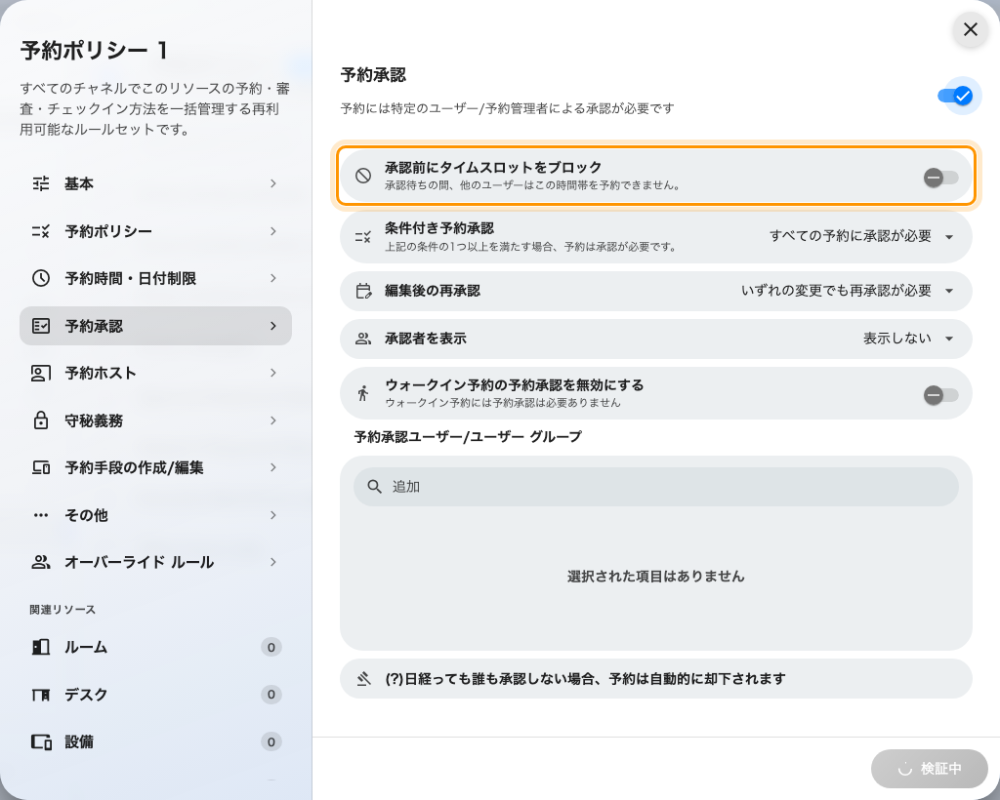 予約ポリシー 1
すべてのチャネルでこのリソースの予約・審
査・チェックイン方法を一括管理する再利
用可能なルールセットです。
基本
予約ポリシー
予約時間・日付制限
予約承認
予約ホスト
守秘義務
予約手段の作成/編集
その他
オーバーライド ルール
関連リソース
ルーム 0
デスク 0
設備 0
予約承認
予約には特定のユーザー/予約管理者による承認が必要です
承認前にタイムスロットをブロック
承認待ちの間、他のユーザーはこの時間帯を予約できません。
条件付き予約承認
上記の条件の1つ以上を満たす場合、予約は承認が必要です。
すべての予約に承認が必要
編集後の再承認
いずれの変更でも再承認が必要
承認者を表示
表示しない
ウォークイン予約の予約承認を無効にする
ウォークイン予約には予約承認は必要ありません
予約承認ユーザー/ユーザー グループ
追加
選択された項目はありません
(?)日経っても誰も承認しない場合、予約は自動的に却下されます
検証中